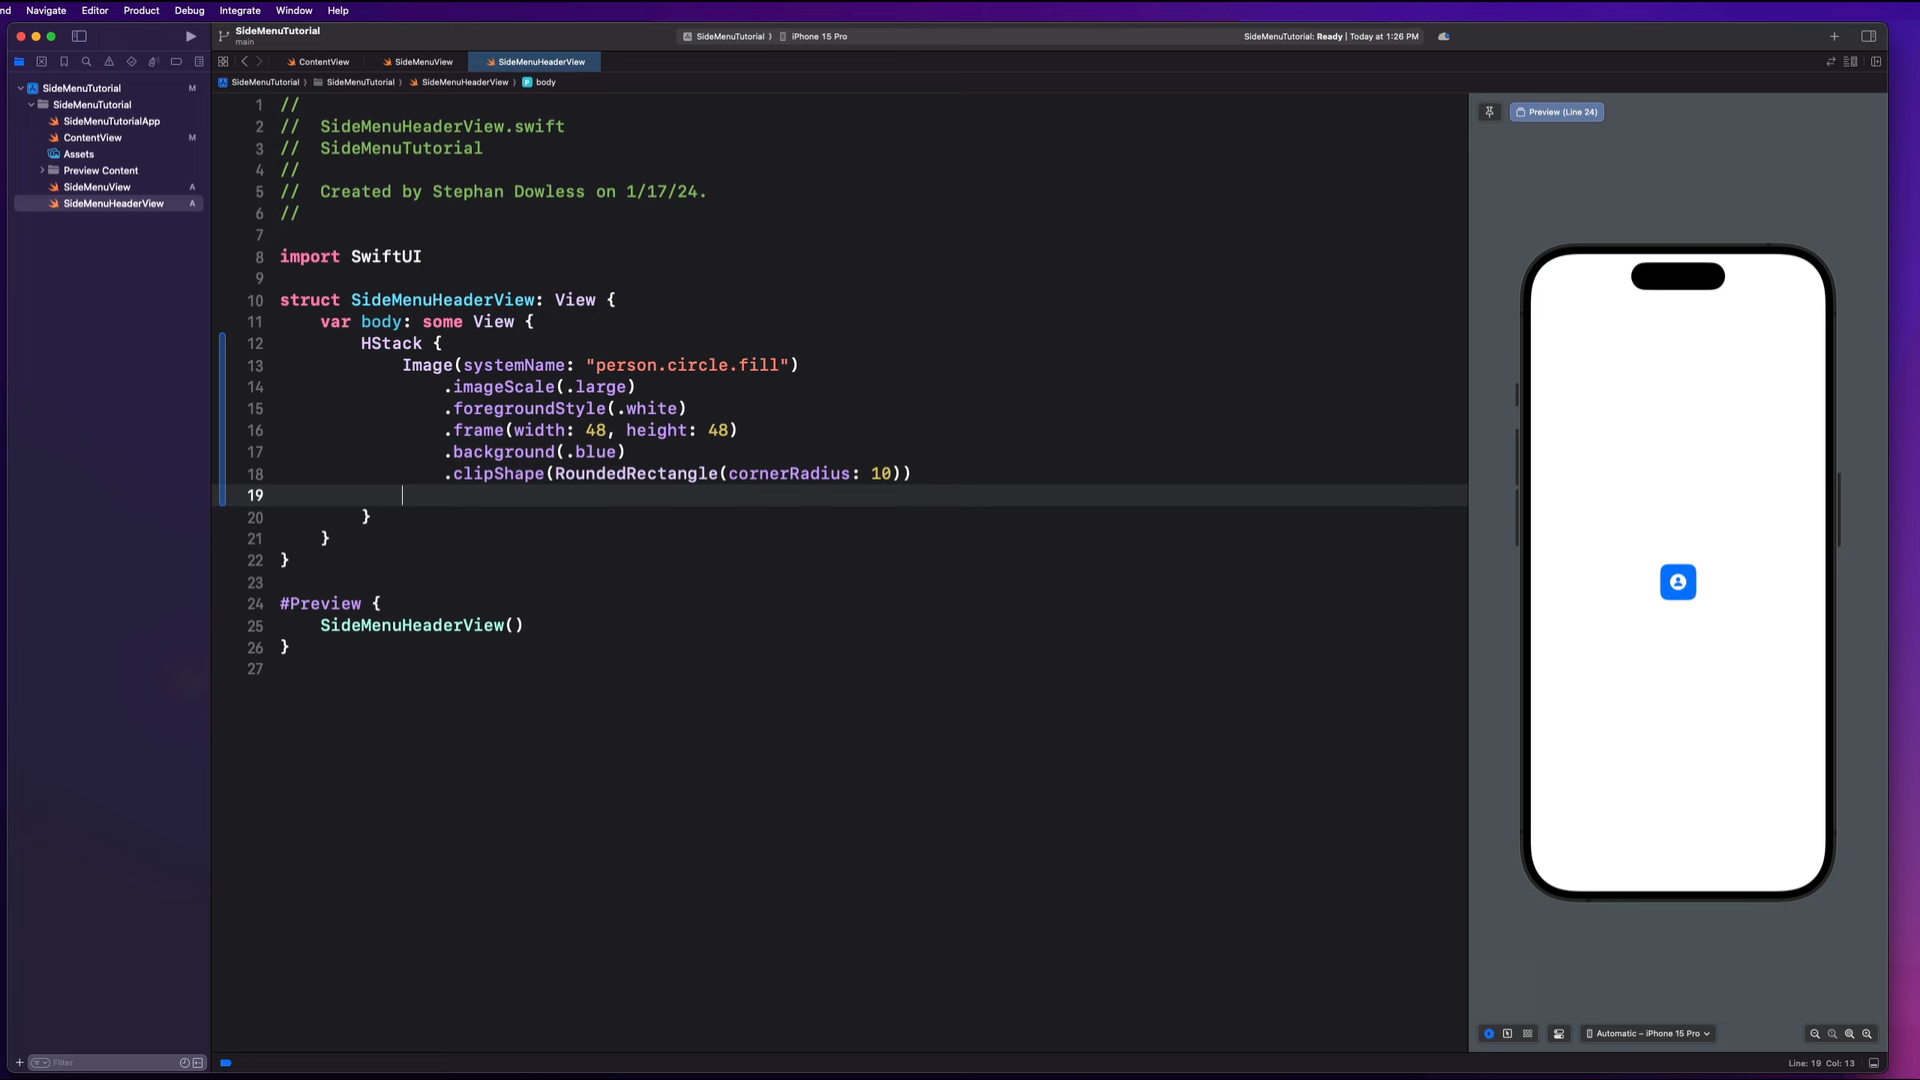 nd Navigate Editor Product Debug Integrate Window Help
SideMenuTutorial
main
SideMenuTutorial ⟩ iPhone 15 Pro
SideMenuTutorial: Ready | Today at 1:26 PM
ContentView SideMenuView SideMenuHeaderView
SideMenuTutorial ⟩ SideMenuTutorial ⟩ SideMenuHeaderView ⟩ P body
SideMenuTutorial M
SideMenuTutorial
SideMenuTutorialApp
ContentView M
Assets
Preview Content
SideMenuView A
SideMenuHeaderView A
1 //
2 // SideMenuHeaderView.swift
3 // SideMenuTutorial
4 //
5 // Created by Stephan Dowless on 1/17/24.
6 //
7
8 import SwiftUI
9
10 struct SideMenuHeaderView: View {
11 var body: some View {
12 HStack {
13 Image(systemName: "person.circle.fill")
14 .imageScale(.large)
15 .foregroundStyle(.white)
16 .frame(width: 48, height: 48)
17 .background(.blue)
18 .clipShape(RoundedRectangle(cornerRadius: 10))
19
20 }
21 }
22 }
23
24 #Preview {
25 SideMenuHeaderView()
26 }
27
Preview (Line 24)
Automatic – iPhone 15 Pro
Filter
Line: 19 Col: 13